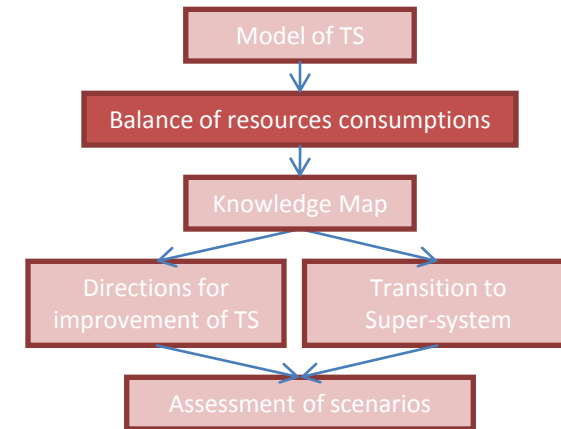 Model of TS
Balance of resources consumptions
Knowledge Map
Directions for
improvement of TS
Transition to
Super-system
Assessment of scenarios